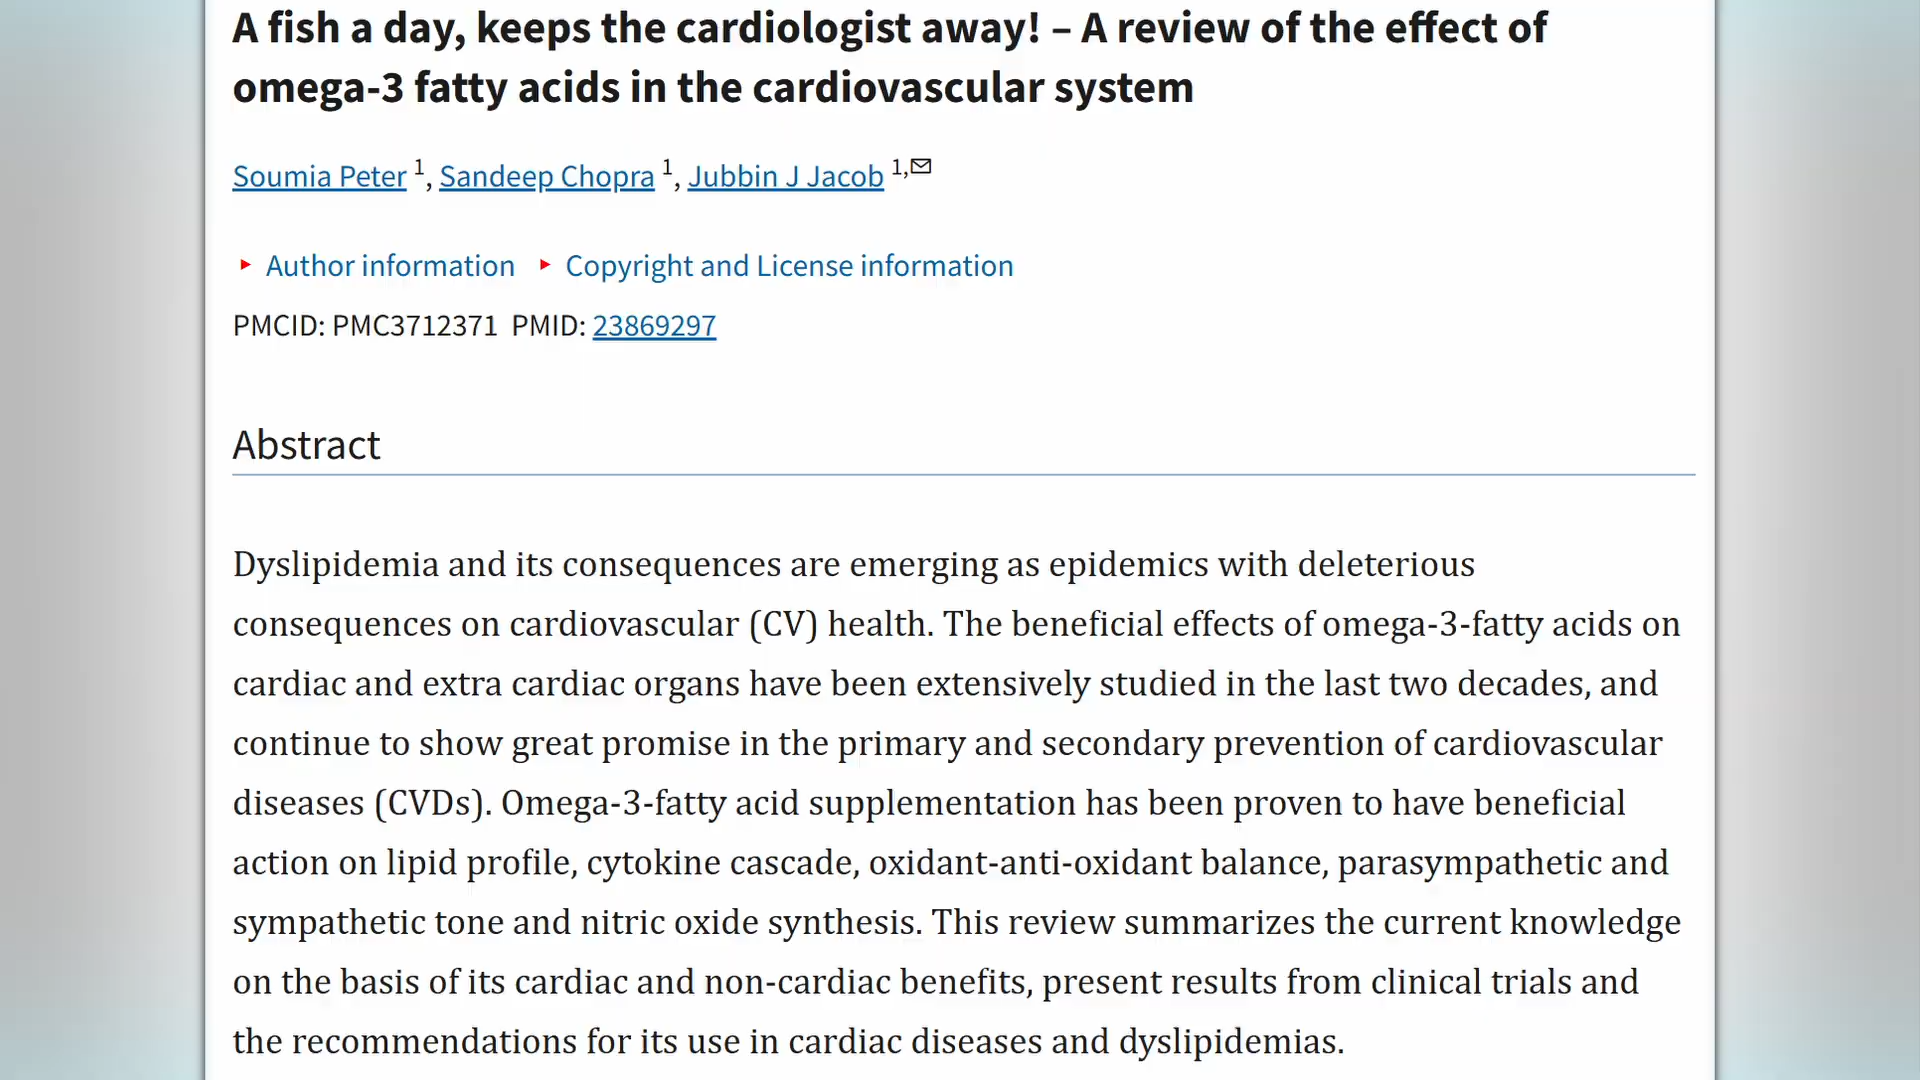 A fish a day, keeps the cardiologist away! – A review of the effect of
omega-3 fatty acids in the cardiovascular system
Soumia Peter 1, Sandeep Chopra 1, Jubbin J Jacob 1,✉
▸ Author information ▸ Copyright and License information
PMCID: PMC3712371 PMID: 23869297
Abstract
Dyslipidemia and its consequences are emerging as epidemics with deleterious
consequences on cardiovascular (CV) health. The beneficial effects of omega-3-fatty acids on
cardiac and extra cardiac organs have been extensively studied in the last two decades, and
continue to show great promise in the primary and secondary prevention of cardiovascular
diseases (CVDs). Omega-3-fatty acid supplementation has been proven to have beneficial
action on lipid profile, cytokine cascade, oxidant-anti-oxidant balance, parasympathetic and
sympathetic tone and nitric oxide synthesis. This review summarizes the current knowledge
on the basis of its cardiac and non-cardiac benefits, present results from clinical trials and
the recommendations for its use in cardiac diseases and dyslipidemias.